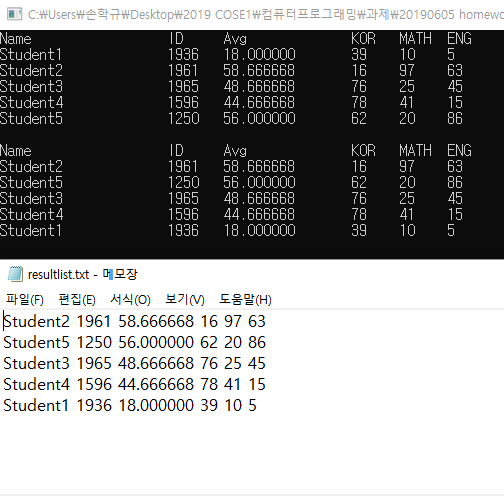 C:₩Users₩손학규₩Desktop₩2019 COSE1₩컴퓨터프로그래밍₩과제₩20190605 homewo
Name ID Avg KOR MATH ENG
Student1 1936 18.000000 39 10 5
Student2 1961 58.666668 16 97 63
Student3 1965 48.666668 76 25 45
Student4 1596 44.666668 78 41 15
Student5 1250 56.000000 62 20 86
Name ID Avg KOR MATH ENG
Student2 1961 58.666668 16 97 63
Student5 1250 56.000000 62 20 86
Student3 1965 48.666668 76 25 45
Student4 1596 44.666668 78 41 15
Student1 1936 18.000000 39 10 5
resultlist.txt - 메모장
파일(F) 편집(E) 서식(O) 보기(V) 도움말(H)
Student2 1961 58.666668 16 97 63
Student5 1250 56.000000 62 20 86
Student3 1965 48.666668 76 25 45
Student4 1596 44.666668 78 41 15
Student1 1936 18.000000 39 10 5